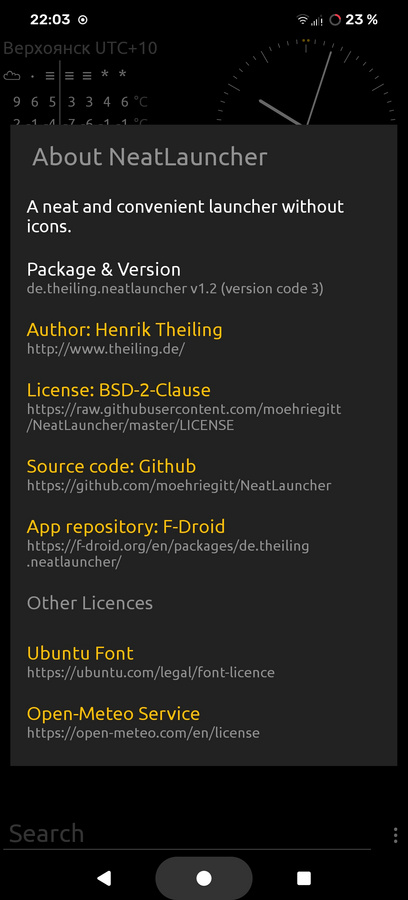 22:03
23 %
Верхоянск UTC+10
9 6 5 3 3 4 6 °C
About NeatLauncher
A neat and convenient launcher without
icons.
Package & Version
de.theiling.neatlauncher v1.2 (version code 3)
Author: Henrik Theiling
http://www.theiling.de/
License: BSD-2-Clause
https://raw.githubusercontent.com/moehriegitt
/NeatLauncher/master/LICENSE
Source code: Github
https://github.com/moehriegitt/NeatLauncher
App repository: F-Droid
https://f-droid.org/en/packages/de.theiling
.neatlauncher/
Other Licences
Ubuntu Font
https://ubuntu.com/legal/font-licence
Open-Meteo Service
https://open-meteo.com/en/license
Search